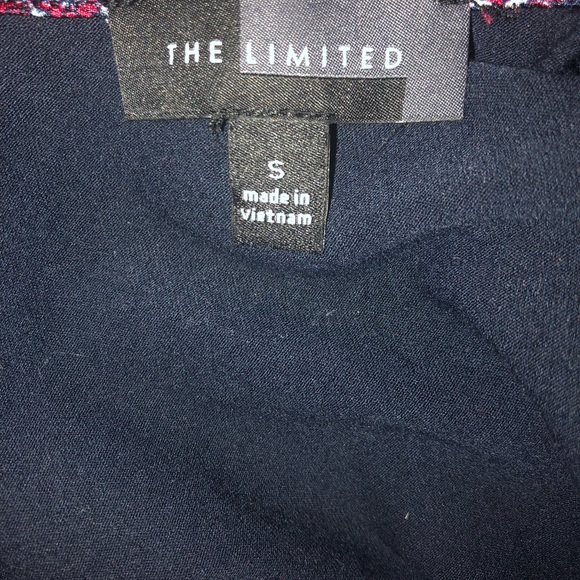 THE LIMITED
S
made in
vietnam